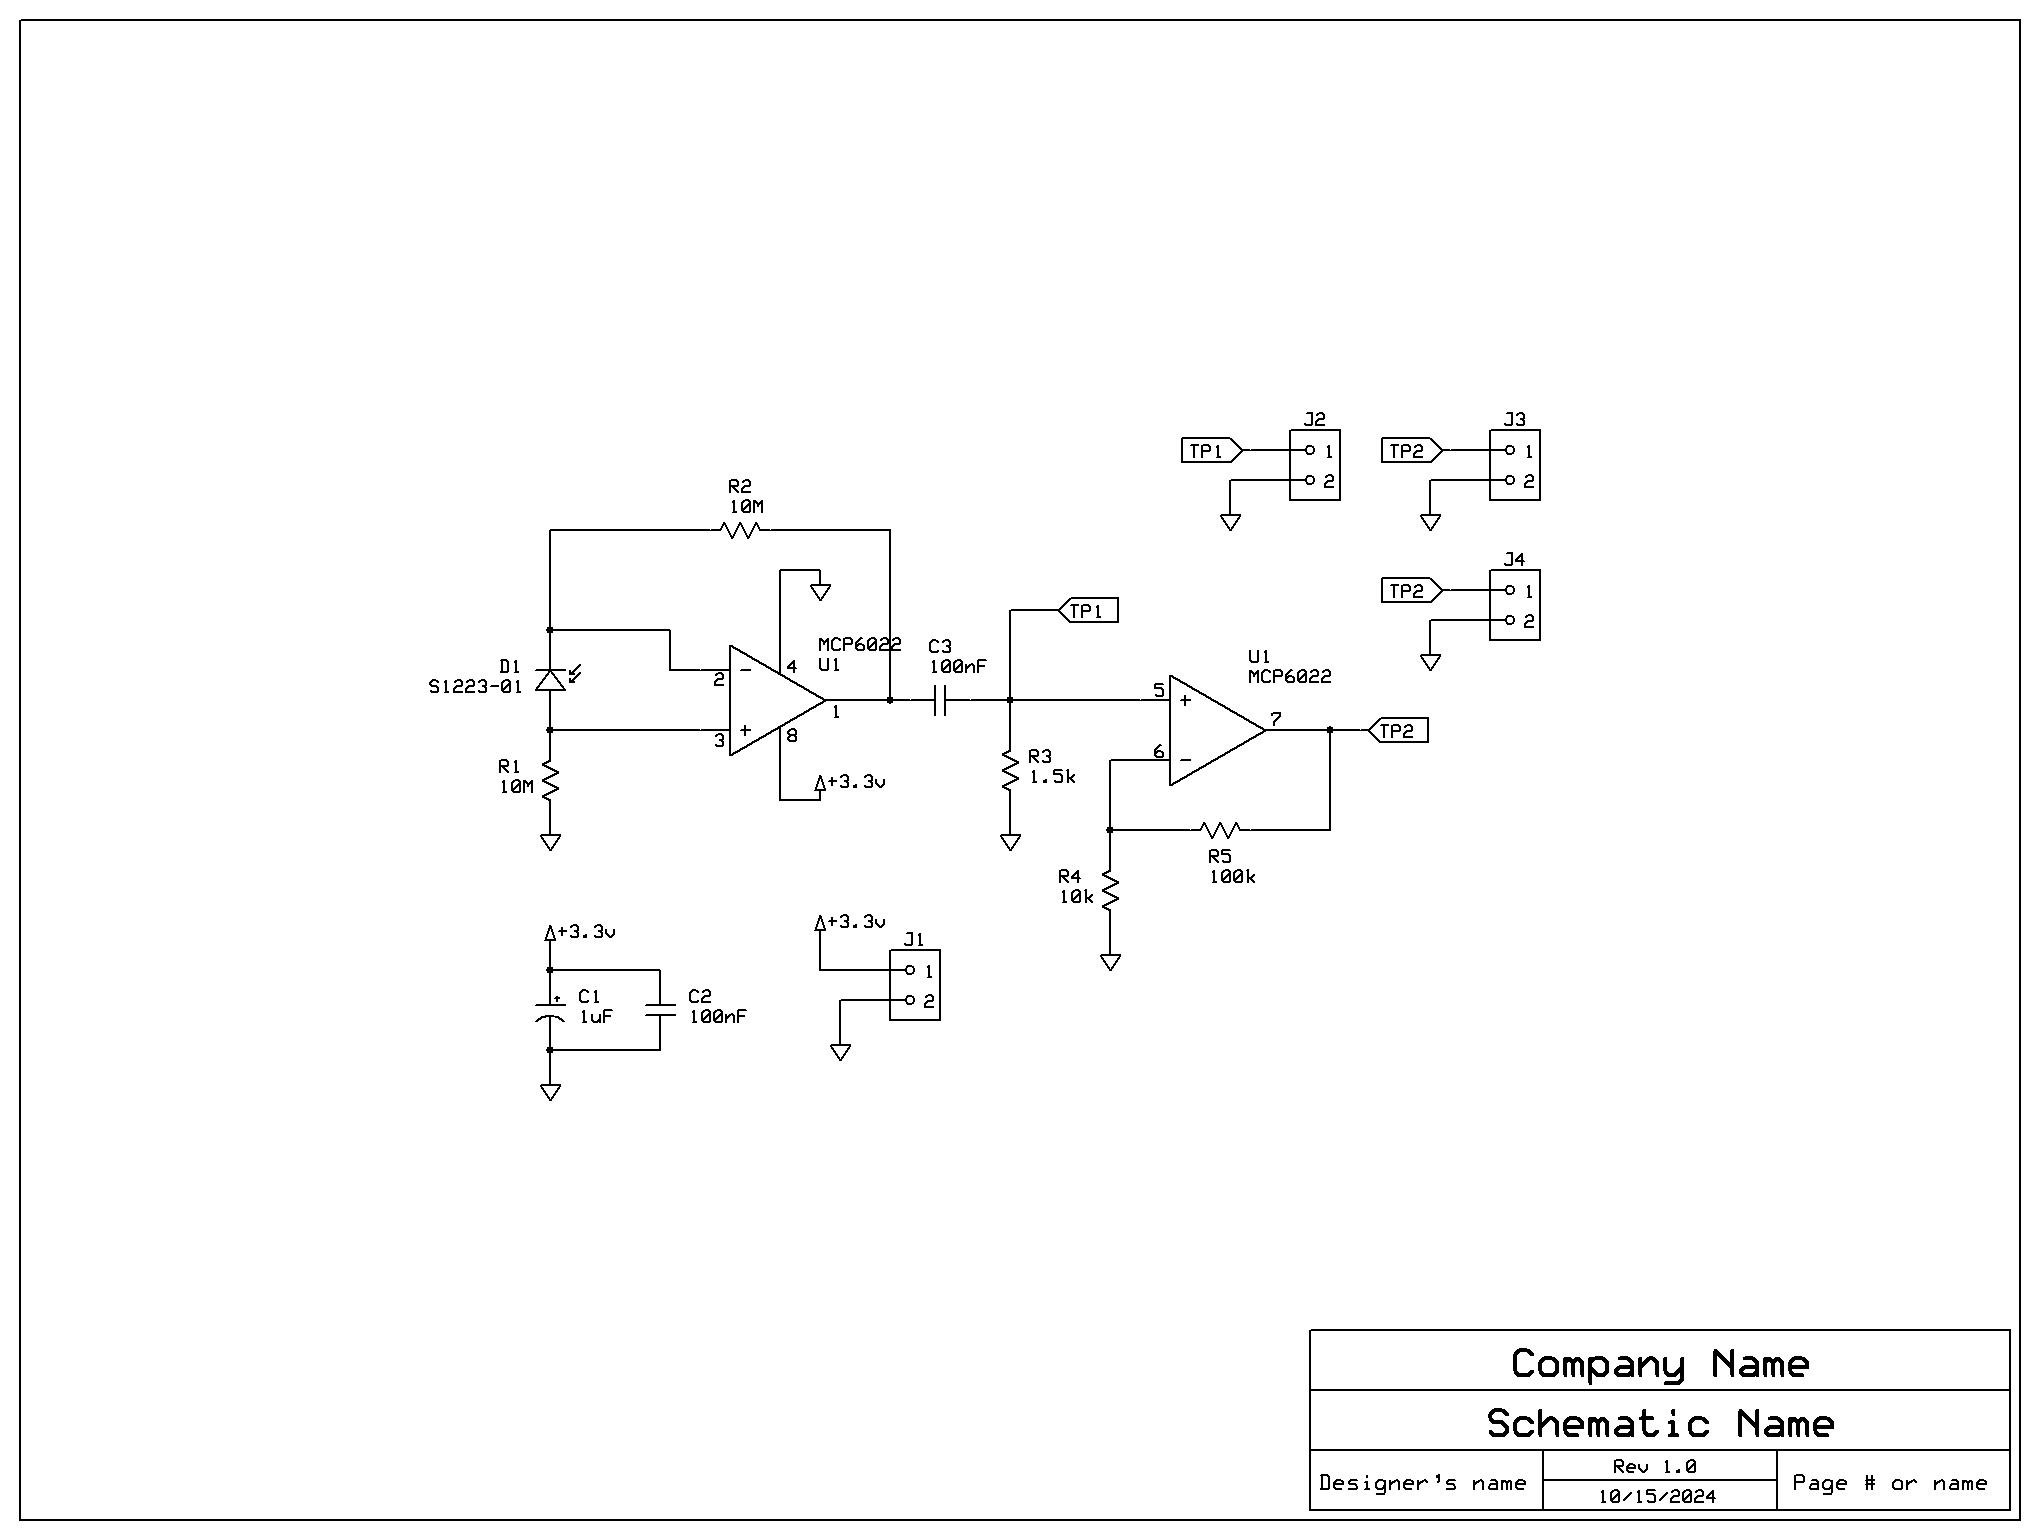 J2
TP1
1
2
J3
TP2
1
2
R2
10M
J4
TP2
1
2
D1
S1223-01
2
-
3
+
4
MCP6022
U1
8
1
+3.3v
R1
10M
C3
100nF
TP1
R3
1.5k
U1
MCP6022
5
+
6
-
7
TP2
R5
100k
R4
10k
+3.3v
+
C1
1uF
C2
100nF
+3.3v
J1
1
2
Company Name
Schematic Name
Designer's name
Rev 1.0
10/15/2024
Page # or name